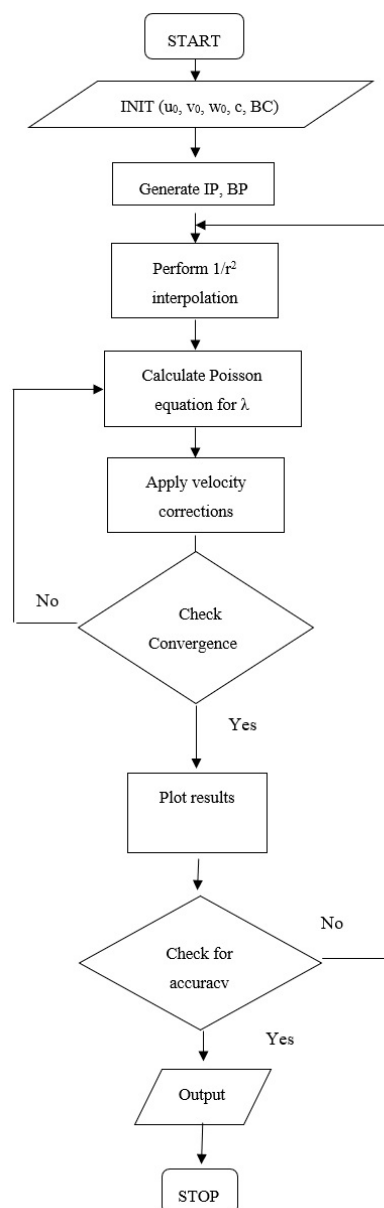 START
INIT (u₀, v₀, w₀, c, BC)
Generate IP, BP
Perform 1/r²
interpolation
Calculate Poisson
equation for λ
Apply velocity
corrections
No
Check
Convergence
Yes
Plot results
No
Check for
accuracv
Yes
Output
STOP